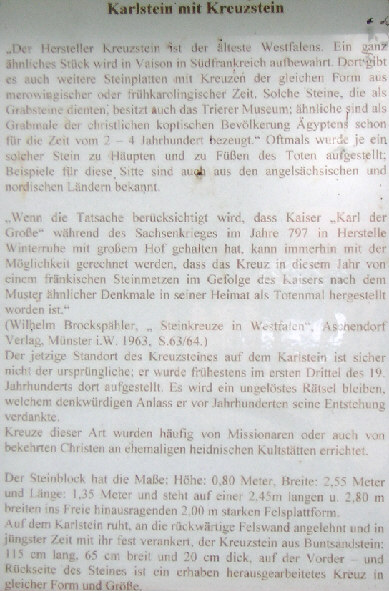 Karlstein mit Kreuzstein
„Der Hersteller Kreuzstein ist der älteste Westfalens. Ein ganz
ähnliches Stück wird in Vaison in Südfrankreich aufbewahrt. Dort gibt
es auch weitere Steinplatten mit Kreuzen der gleichen Form aus
merowingischer oder frühkarolingischer Zeit. Solche Steine, die als
Grabsteine dienten, besitzt auch das Trierer Museum; ähnliche sind als
Grabmale der christlichen koptischen Bevölkerung Ägyptens schon
für die Zeit vom 2 – 4 Jahrhundert bezeugt.“ Oftmals wurde je ein
solcher Stein zu Häupten und zu Füßen des Toten aufgestellt.
Beispiele für diese Sitte sind auch aus den angelsächsischen und
nordischen Ländern bekannt.
„Wenn die Tatsache berücksichtigt wird, dass Kaiser „Karl der
Große“ während des Sachsenkrieges im Jahre 797 in Herstelle
Winterruhe mit großem Hof gehalten hat, kann immerhin mit der
Möglichkeit gerechnet werden, dass das Kreuz in diesem Jahr von
einem fränkischen Steinmetzen im Gefolge des Kaisers nach dem
Muster ähnlicher Denkmale in seiner Heimat als Totenmal hergestellt
worden ist.“
(Wilhelm Brockspähler, „ Steinkreuze in Westfalen“, Aschendorf
Verlag, Münster i.W. 1963, S.63/64.)
Der jetzige Standort des Kreuzsteines auf dem Karlstein ist sicher
nicht der ursprüngliche; er wurde frühestens im ersten Drittel des 19.
Jahrhunderts dort aufgestellt. Es wird ein ungelöstes Rätsel bleiben,
welchem denkwürdigen Anlass er vor Jahrhunderten seine Entstehung
verdankte.
Kreuze dieser Art wurden häufig von Missionaren oder auch von
bekehrten Christen an ehemaligen heidnischen Kultstätten errichtet.
Der Steinblock hat die Maße: Höhe: 0,80 Meter, Breite: 2,55 Meter
und Länge: 1,35 Meter und steht auf einer 2,45m langen u. 2,80 m
breiten ins Freie hinausragenden 2,00 m starken Felsplattform.
Auf dem Karlstein ruht, an die rückwärtige Felswand angelehnt und in
jüngster Zeit mit ihr fest verankert, der Kreuzstein aus Buntsandstein:
115 cm lang, 65 cm breit und 20 cm dick, auf der Vorder – und
Rückseite des Steines ist ein erhaben herausgearbeitetes Kreuz in
gleicher Form und Größe.